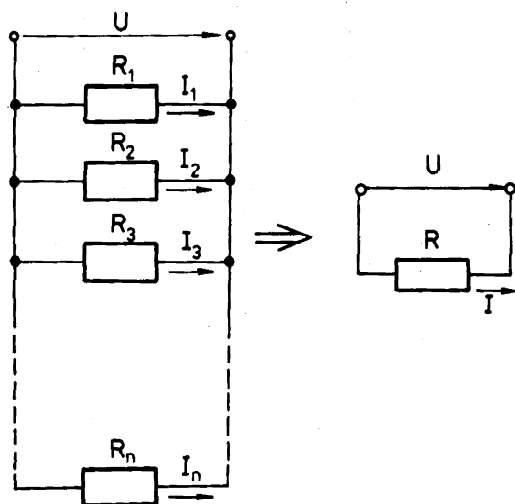 U
R₁ I₁
R₂ I₂
R₃ I₃
Rₙ Iₙ
U
R
I